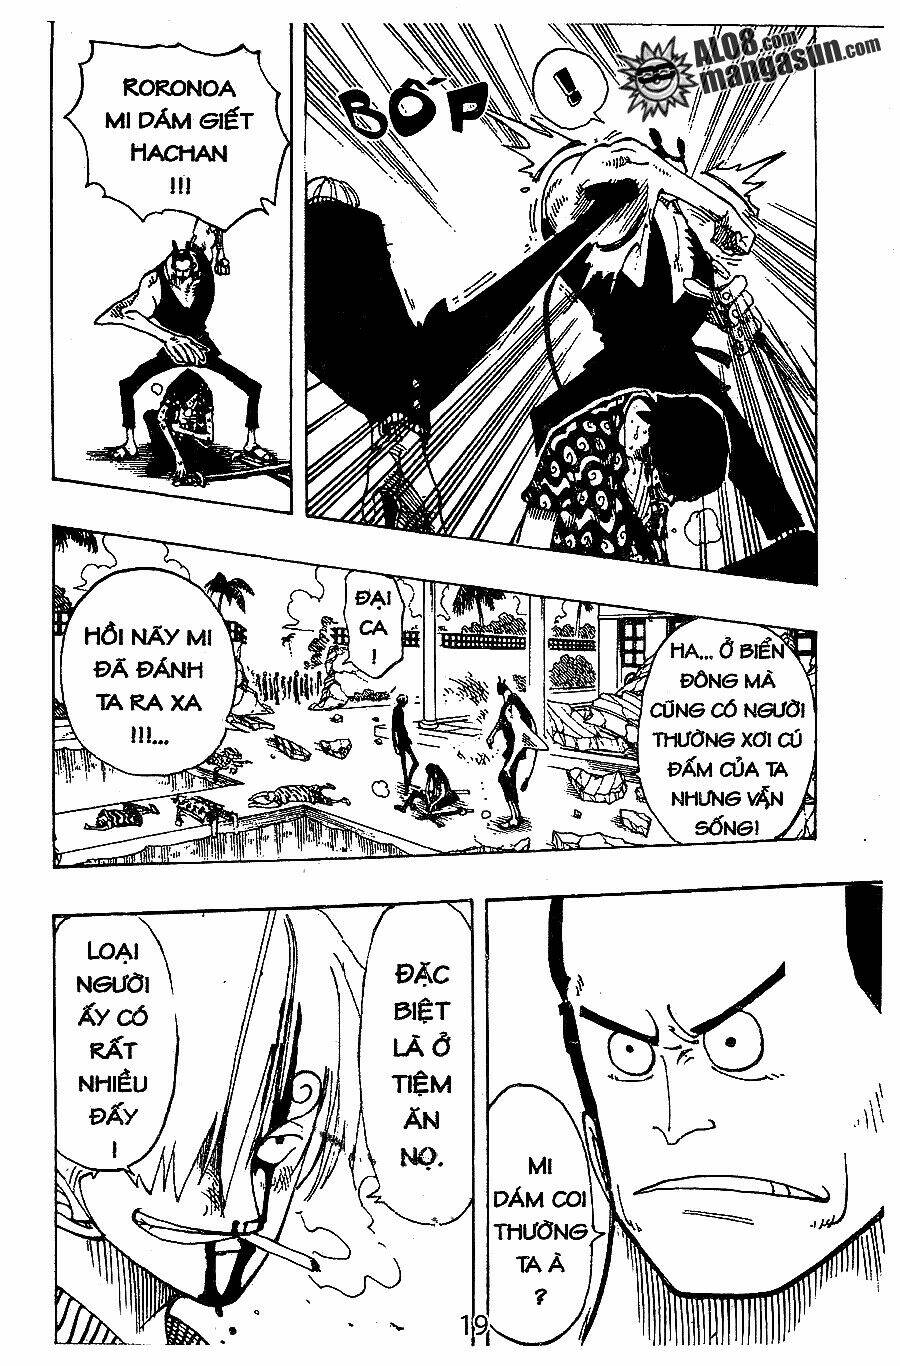 AL08.com
mangasun.com
!
BỐP
RORONOA
MI DÁM GIẾT
HACHAN
!!!
HA... Ở BIỂN
ĐÔNG MÀ
CŨNG CÓ NGƯỜI
THƯỜNG XƠI CÚ
ĐẤM CỦA TA
NHƯNG VẪN
SỐNG!
ĐẠI
CA
!
HỒI NÃY MI
ĐÃ ĐÁNH
TA RA XA
!!!...
MI
DÁM COI
THƯỜNG
TA À
?
ĐẶC
BIỆT
LÀ Ở
TIỆM
ĂN
NỌ.
LOẠI
NGƯỜI
ẤY CÓ
RẤT
NHIỀU
ĐẤY
!
19